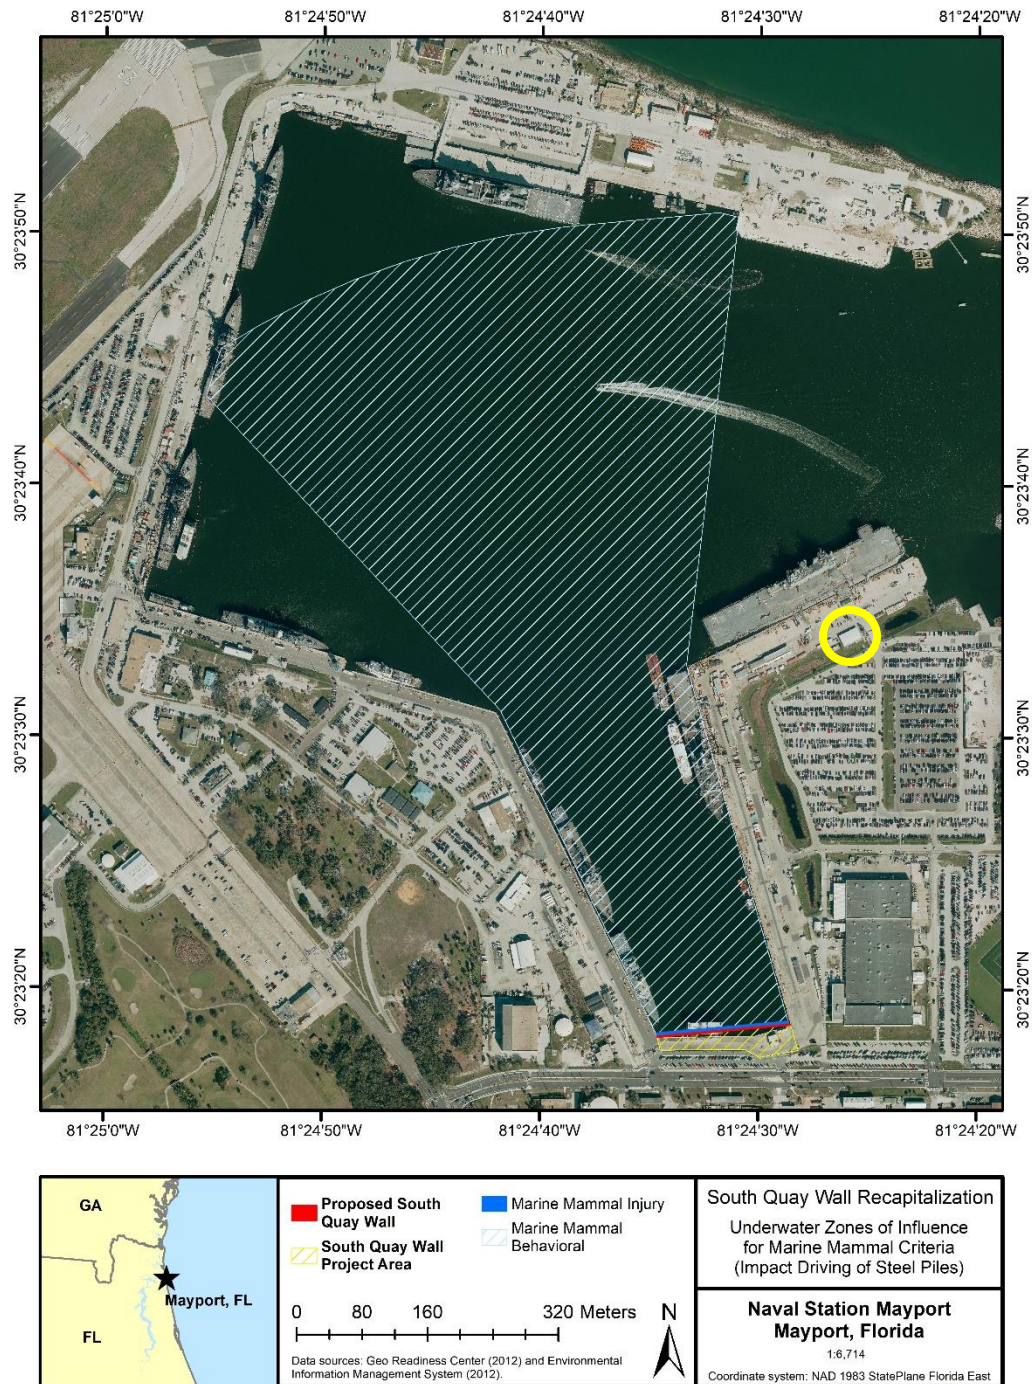 81°25'0"W 81°24'50"W 81°24'40"W 81°24'30"W 81°24'20"W
30°23'50"N 30°23'50"N
30°23'40"N 30°23'40"N
30°23'30"N 30°23'30"N
30°23'20"N 30°23'20"N
81°25'0"W 81°24'50"W 81°24'40"W 81°24'30"W 81°24'20"W
GA
Mayport, FL
FL
Proposed South
Quay Wall
South Quay Wall
Project Area
Marine Mammal Injury
Marine Mammal
Behavioral
0 80 160 320 Meters
N
Data sources: Geo Readiness Center (2012) and Environmental
Information Management System (2012).
South Quay Wall Recapitalization
Underwater Zones of Influence
for Marine Mammal Criteria
(Impact Driving of Steel Piles)
Naval Station Mayport
Mayport, Florida
1:6,714
Coordinate system: NAD 1983 StatePlane Florida East